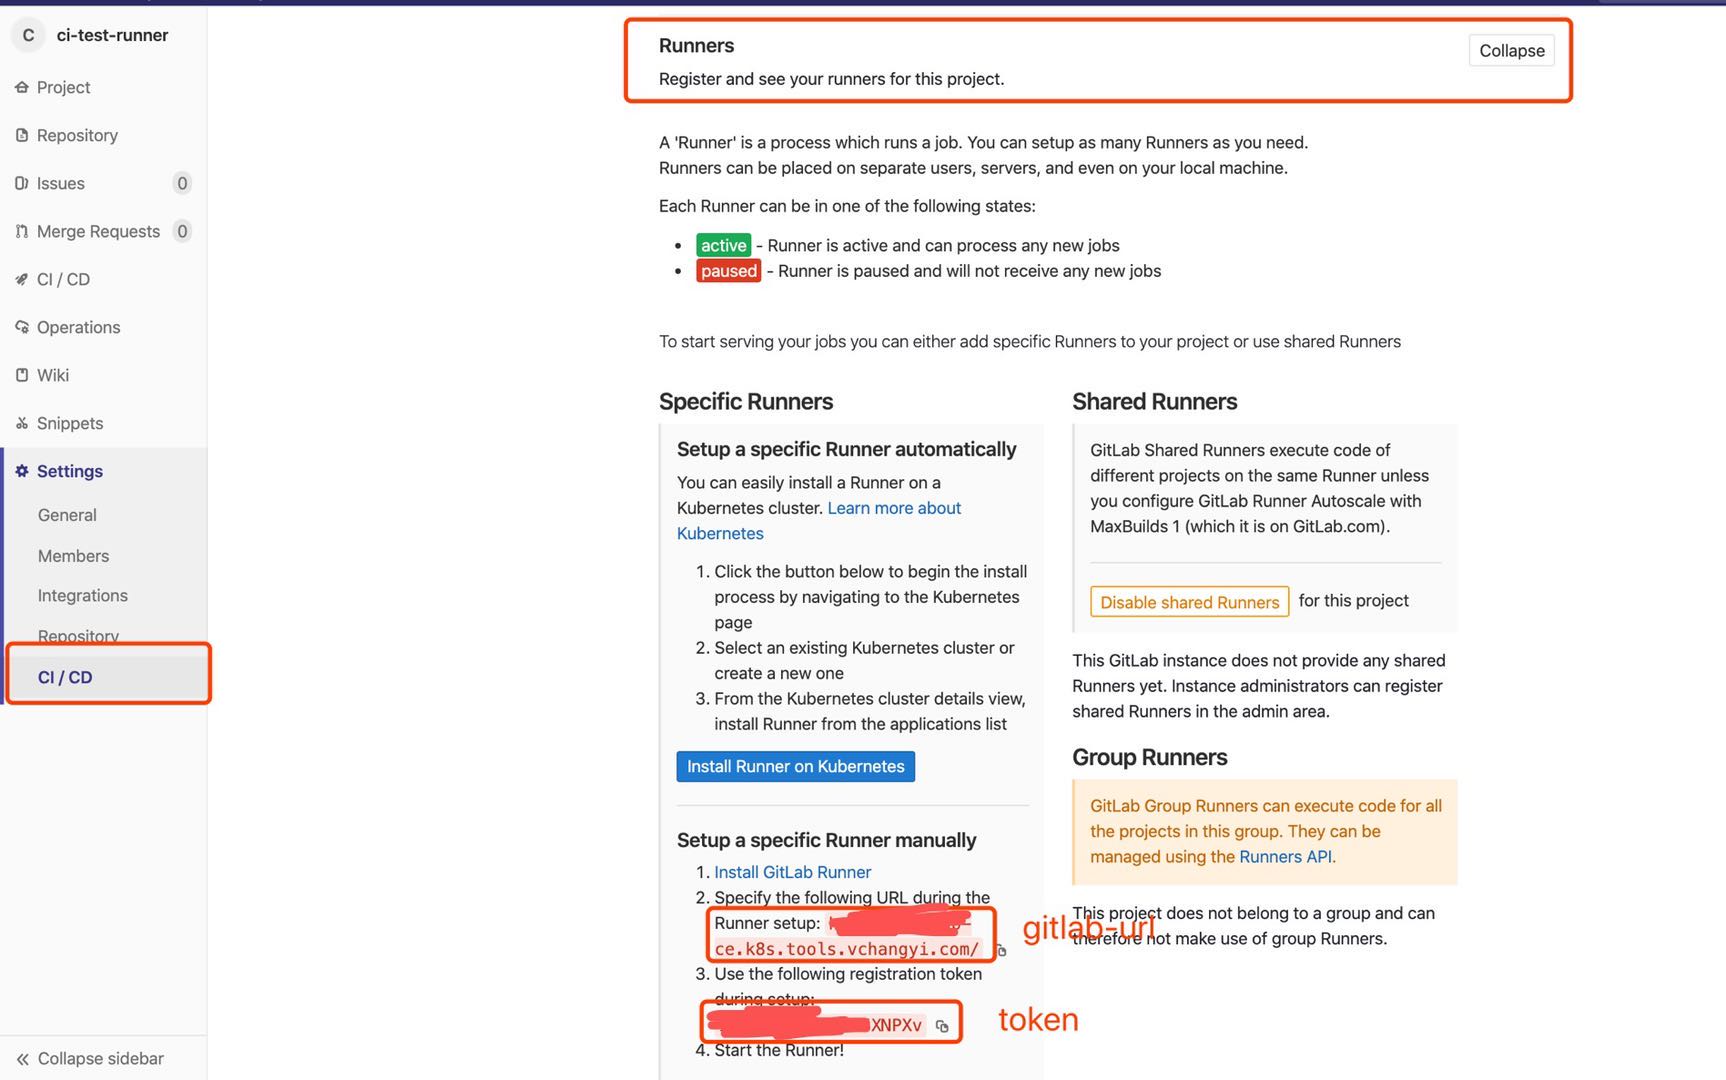 C ci-test-runner
Project
Repository
Issues 0
Merge Requests 0
CI / CD
Operations
Wiki
Snippets
Settings
General
Members
Integrations
Repository
CI / CD
Collapse sidebar
Runners
Collapse
Register and see your runners for this project.
A 'Runner' is a process which runs a job. You can setup as many Runners as you need.
Runners can be placed on separate users, servers, and even on your local machine.
Each Runner can be in one of the following states:
active - Runner is active and can process any new jobs
paused - Runner is paused and will not receive any new jobs
To start serving your jobs you can either add specific Runners to your project or use shared Runners
Specific Runners
Setup a specific Runner automatically
You can easily install a Runner on a
Kubernetes cluster. Learn more about
Kubernetes
1. Click the button below to begin the install
process by navigating to the Kubernetes
page
2. Select an existing Kubernetes cluster or
create a new one
3. From the Kubernetes cluster details view,
install Runner from the applications list
Install Runner on Kubernetes
Setup a specific Runner manually
1. Install GitLab Runner
2. Specify the following URL during the
Runner setup:
ce.k8s.tools.vchangyi.com/
gitlab-url
3. Use the following registration token
during setup:
XNPXv
token
4. Start the Runner!
Shared Runners
GitLab Shared Runners execute code of
different projects on the same Runner unless
you configure GitLab Runner Autoscale with
MaxBuilds 1 (which it is on GitLab.com).
Disable shared Runners for this project
This GitLab instance does not provide any shared
Runners yet. Instance administrators can register
shared Runners in the admin area.
Group Runners
GitLab Group Runners can execute code for all
the projects in this group. They can be
managed using the Runners API.
This project does not belong to a group and can
therefore not make use of group Runners.